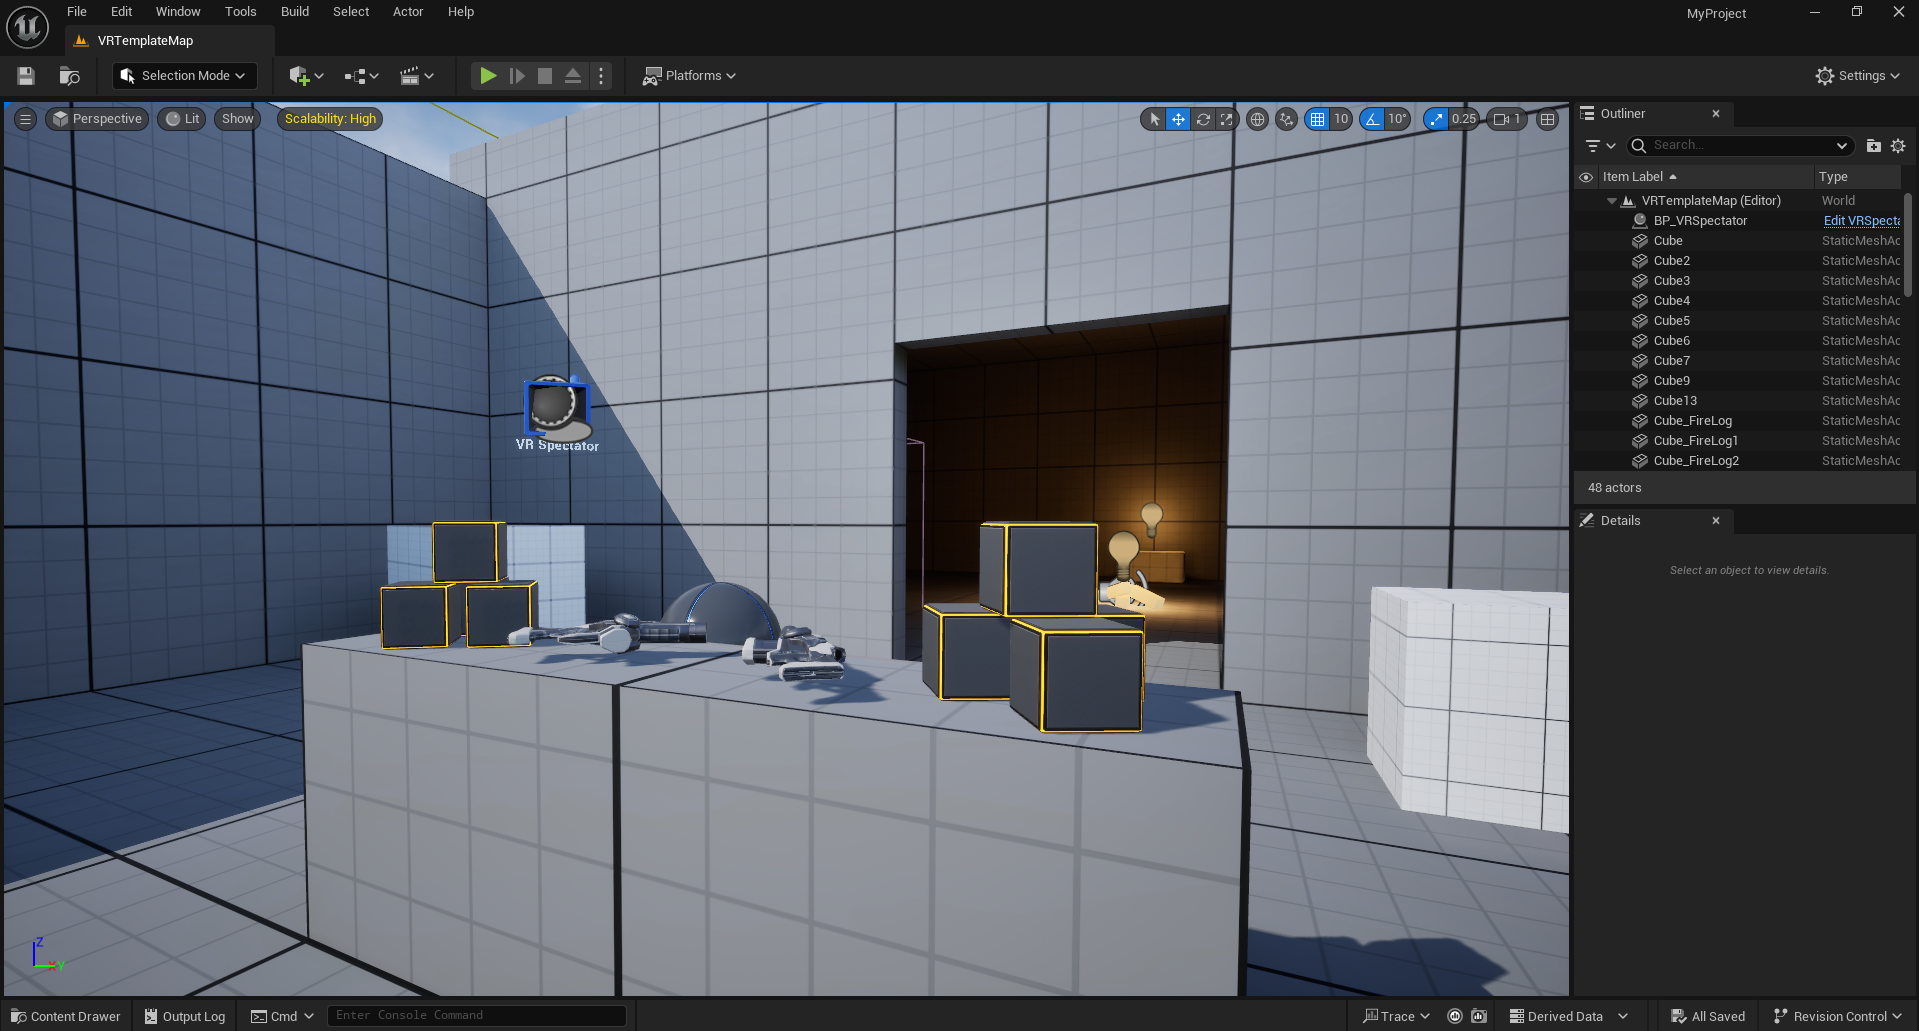 File Edit Window Tools Build Select Actor Help
MyProject
VRTemplateMap
Selection Mode
Platforms
Settings
Perspective Lit Show Scalability: High
10 10° 0.25 1
VR Spectator
Z
X Y
Outliner
Search...
Item Label Type
VRTemplateMap (Editor) World
BP_VRSpectator Edit VRSpecta
Cube StaticMeshAc
Cube2 StaticMeshAc
Cube3 StaticMeshAc
Cube4 StaticMeshAc
Cube5 StaticMeshAc
Cube6 StaticMeshAc
Cube7 StaticMeshAc
Cube9 StaticMeshAc
Cube13 StaticMeshAc
Cube_FireLog StaticMeshAc
Cube_FireLog1 StaticMeshAc
Cube_FireLog2 StaticMeshAc
48 actors
Details
Select an object to view details.
Content Drawer Output Log Cmd Enter Console Command Trace Derived Data All Saved Revision Control